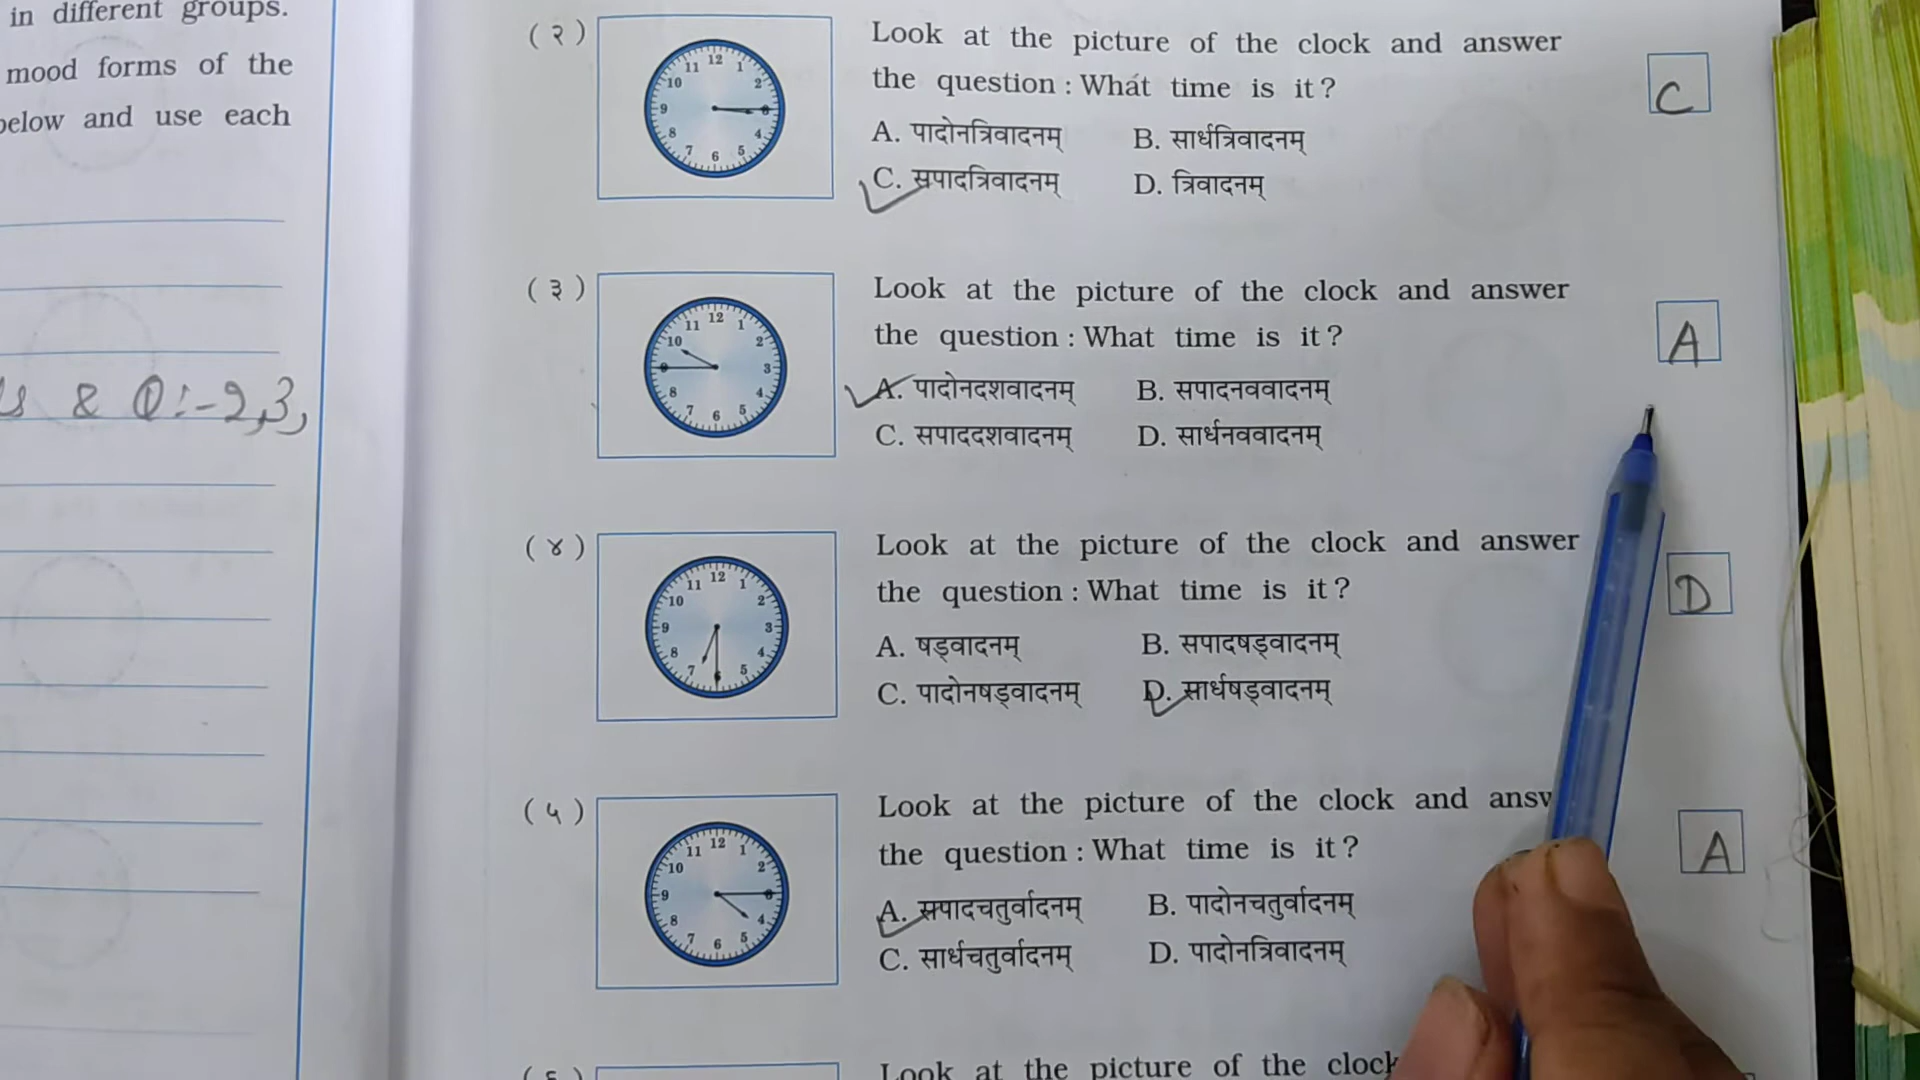 in different groups.
mood forms of the
below and use each
& Q:-2,3,
(२)
Look at the picture of the clock and answer
the question : What time is it ?
C
A. पादोनत्रिवादनम् B. सार्धत्रिवादनम्
C. सपादत्रिवादनम् D. त्रिवादनम्
(३)
Look at the picture of the clock and answer
the question : What time is it ?
A
A. पादोनदशवादनम् B. सपादनववादनम्
C. सपाददशवादनम् D. सार्धनववादनम्
(४)
Look at the picture of the clock and answer
the question : What time is it ?
D
A. षड्वादनम् B. सपादषड्वादनम्
C. पादोनषड्वादनम् D. सार्धषड्वादनम्
(५)
Look at the picture of the clock and answ
the question : What time is it ?
A
A. सपादचतुर्वादनम् B. पादोनचतुर्वादनम्
C. सार्धचतुर्वादनम् D. पादोनत्रिवादनम्
(६)
Look at the picture of the clock